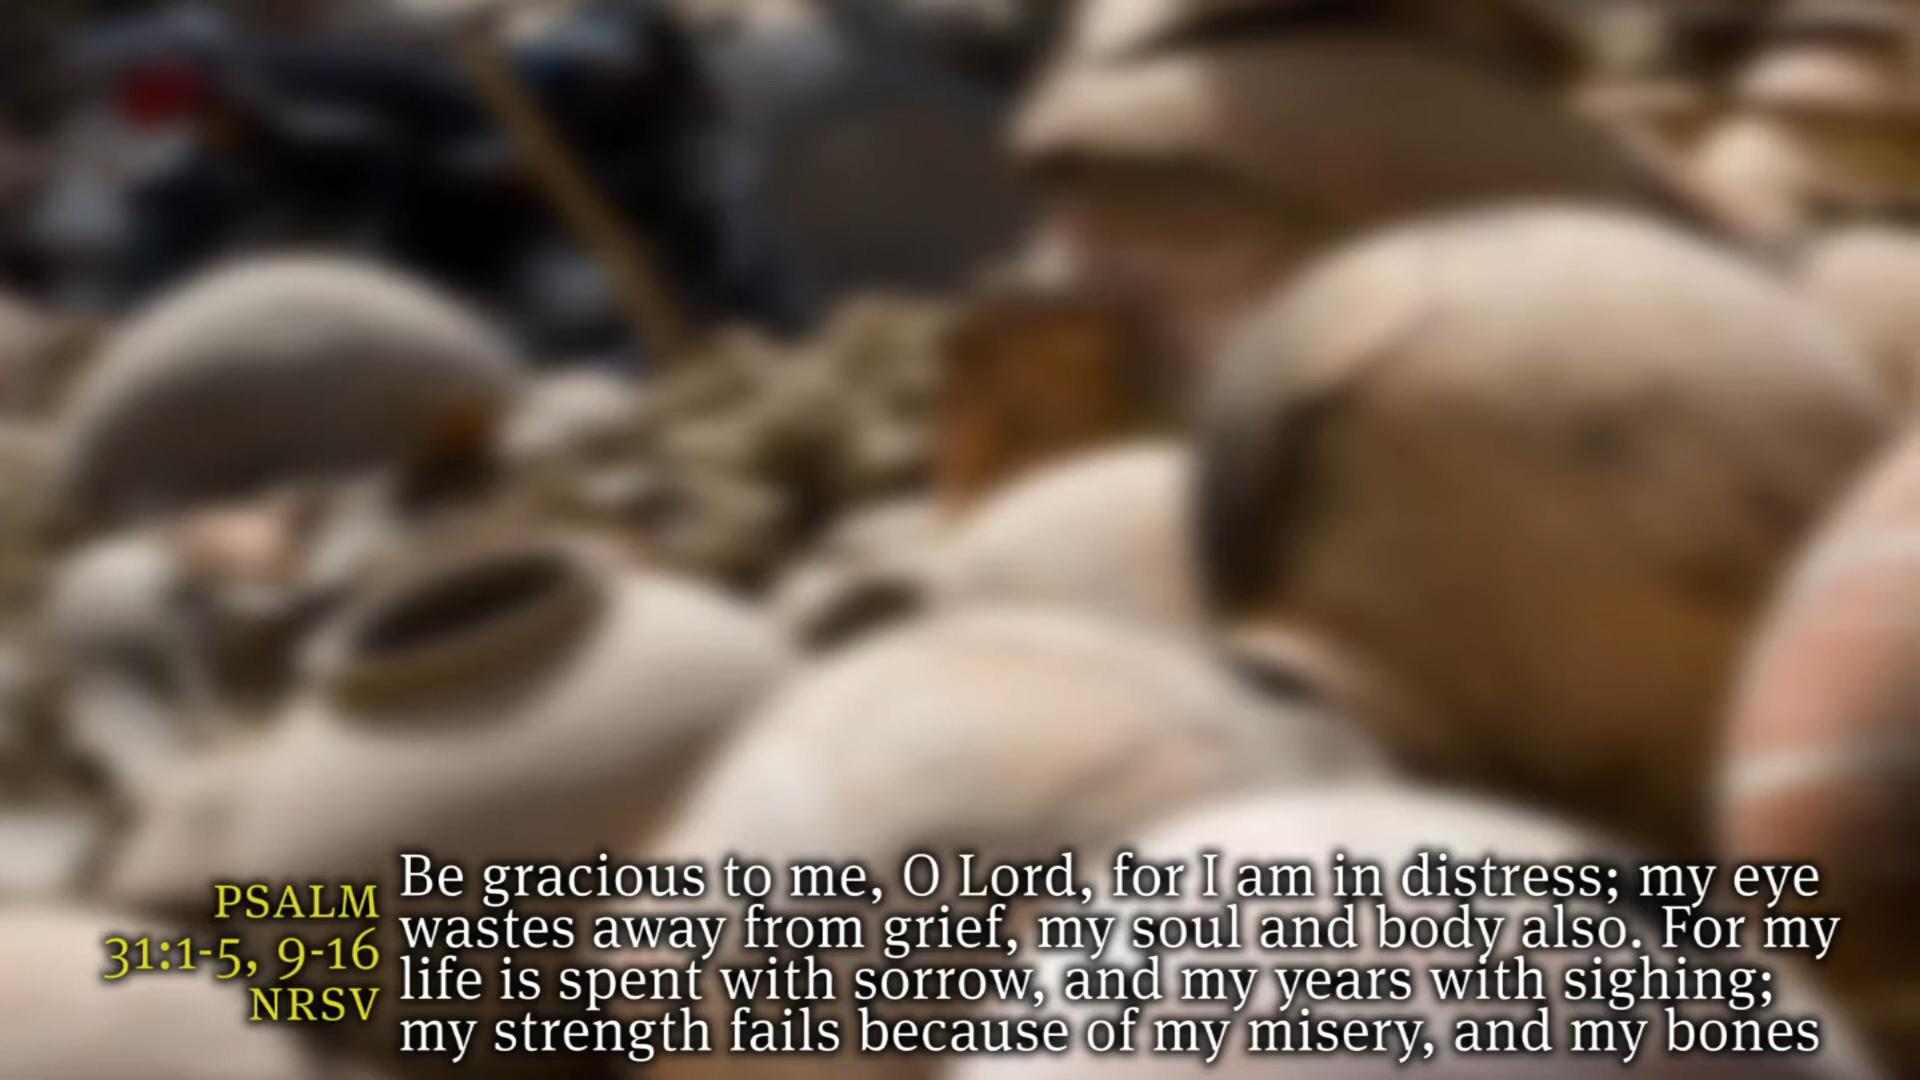 PSALM
31:1-5, 9-16
NRSV
Be gracious to me, O Lord, for I am in distress; my eye
wastes away from grief, my soul and body also. For my
life is spent with sorrow, and my years with sighing;
my strength fails because of my misery, and my bones